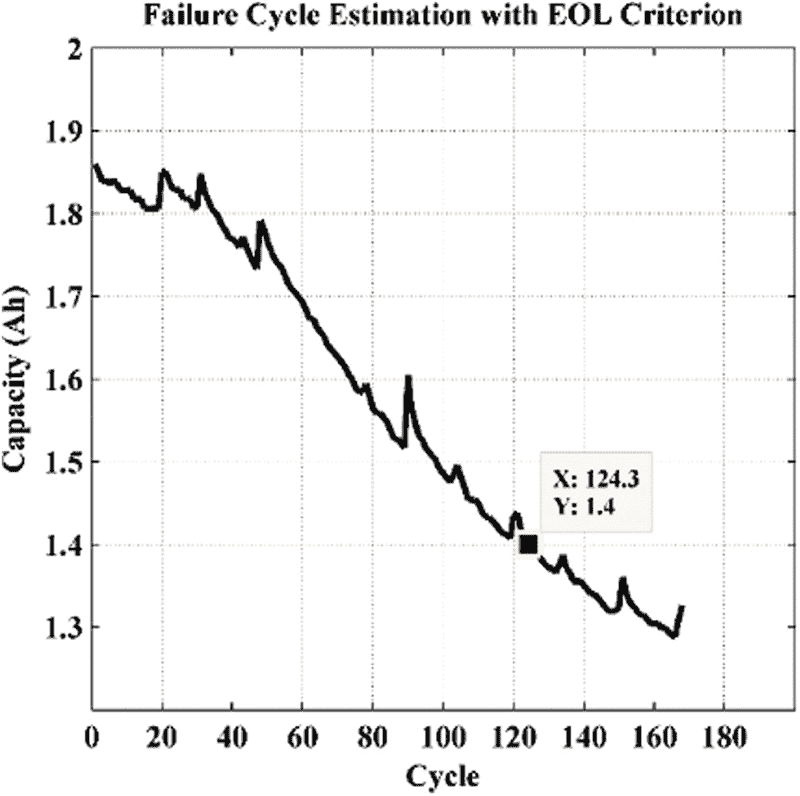 Failure Cycle Estimation with EOL Criterion
2
1.9
1.8
1.7
1.6
1.5
1.4
1.3
Capacity (Ah)
X: 124.3
Y: 1.4
0 20 40 60 80 100 120 140 160 180
Cycle